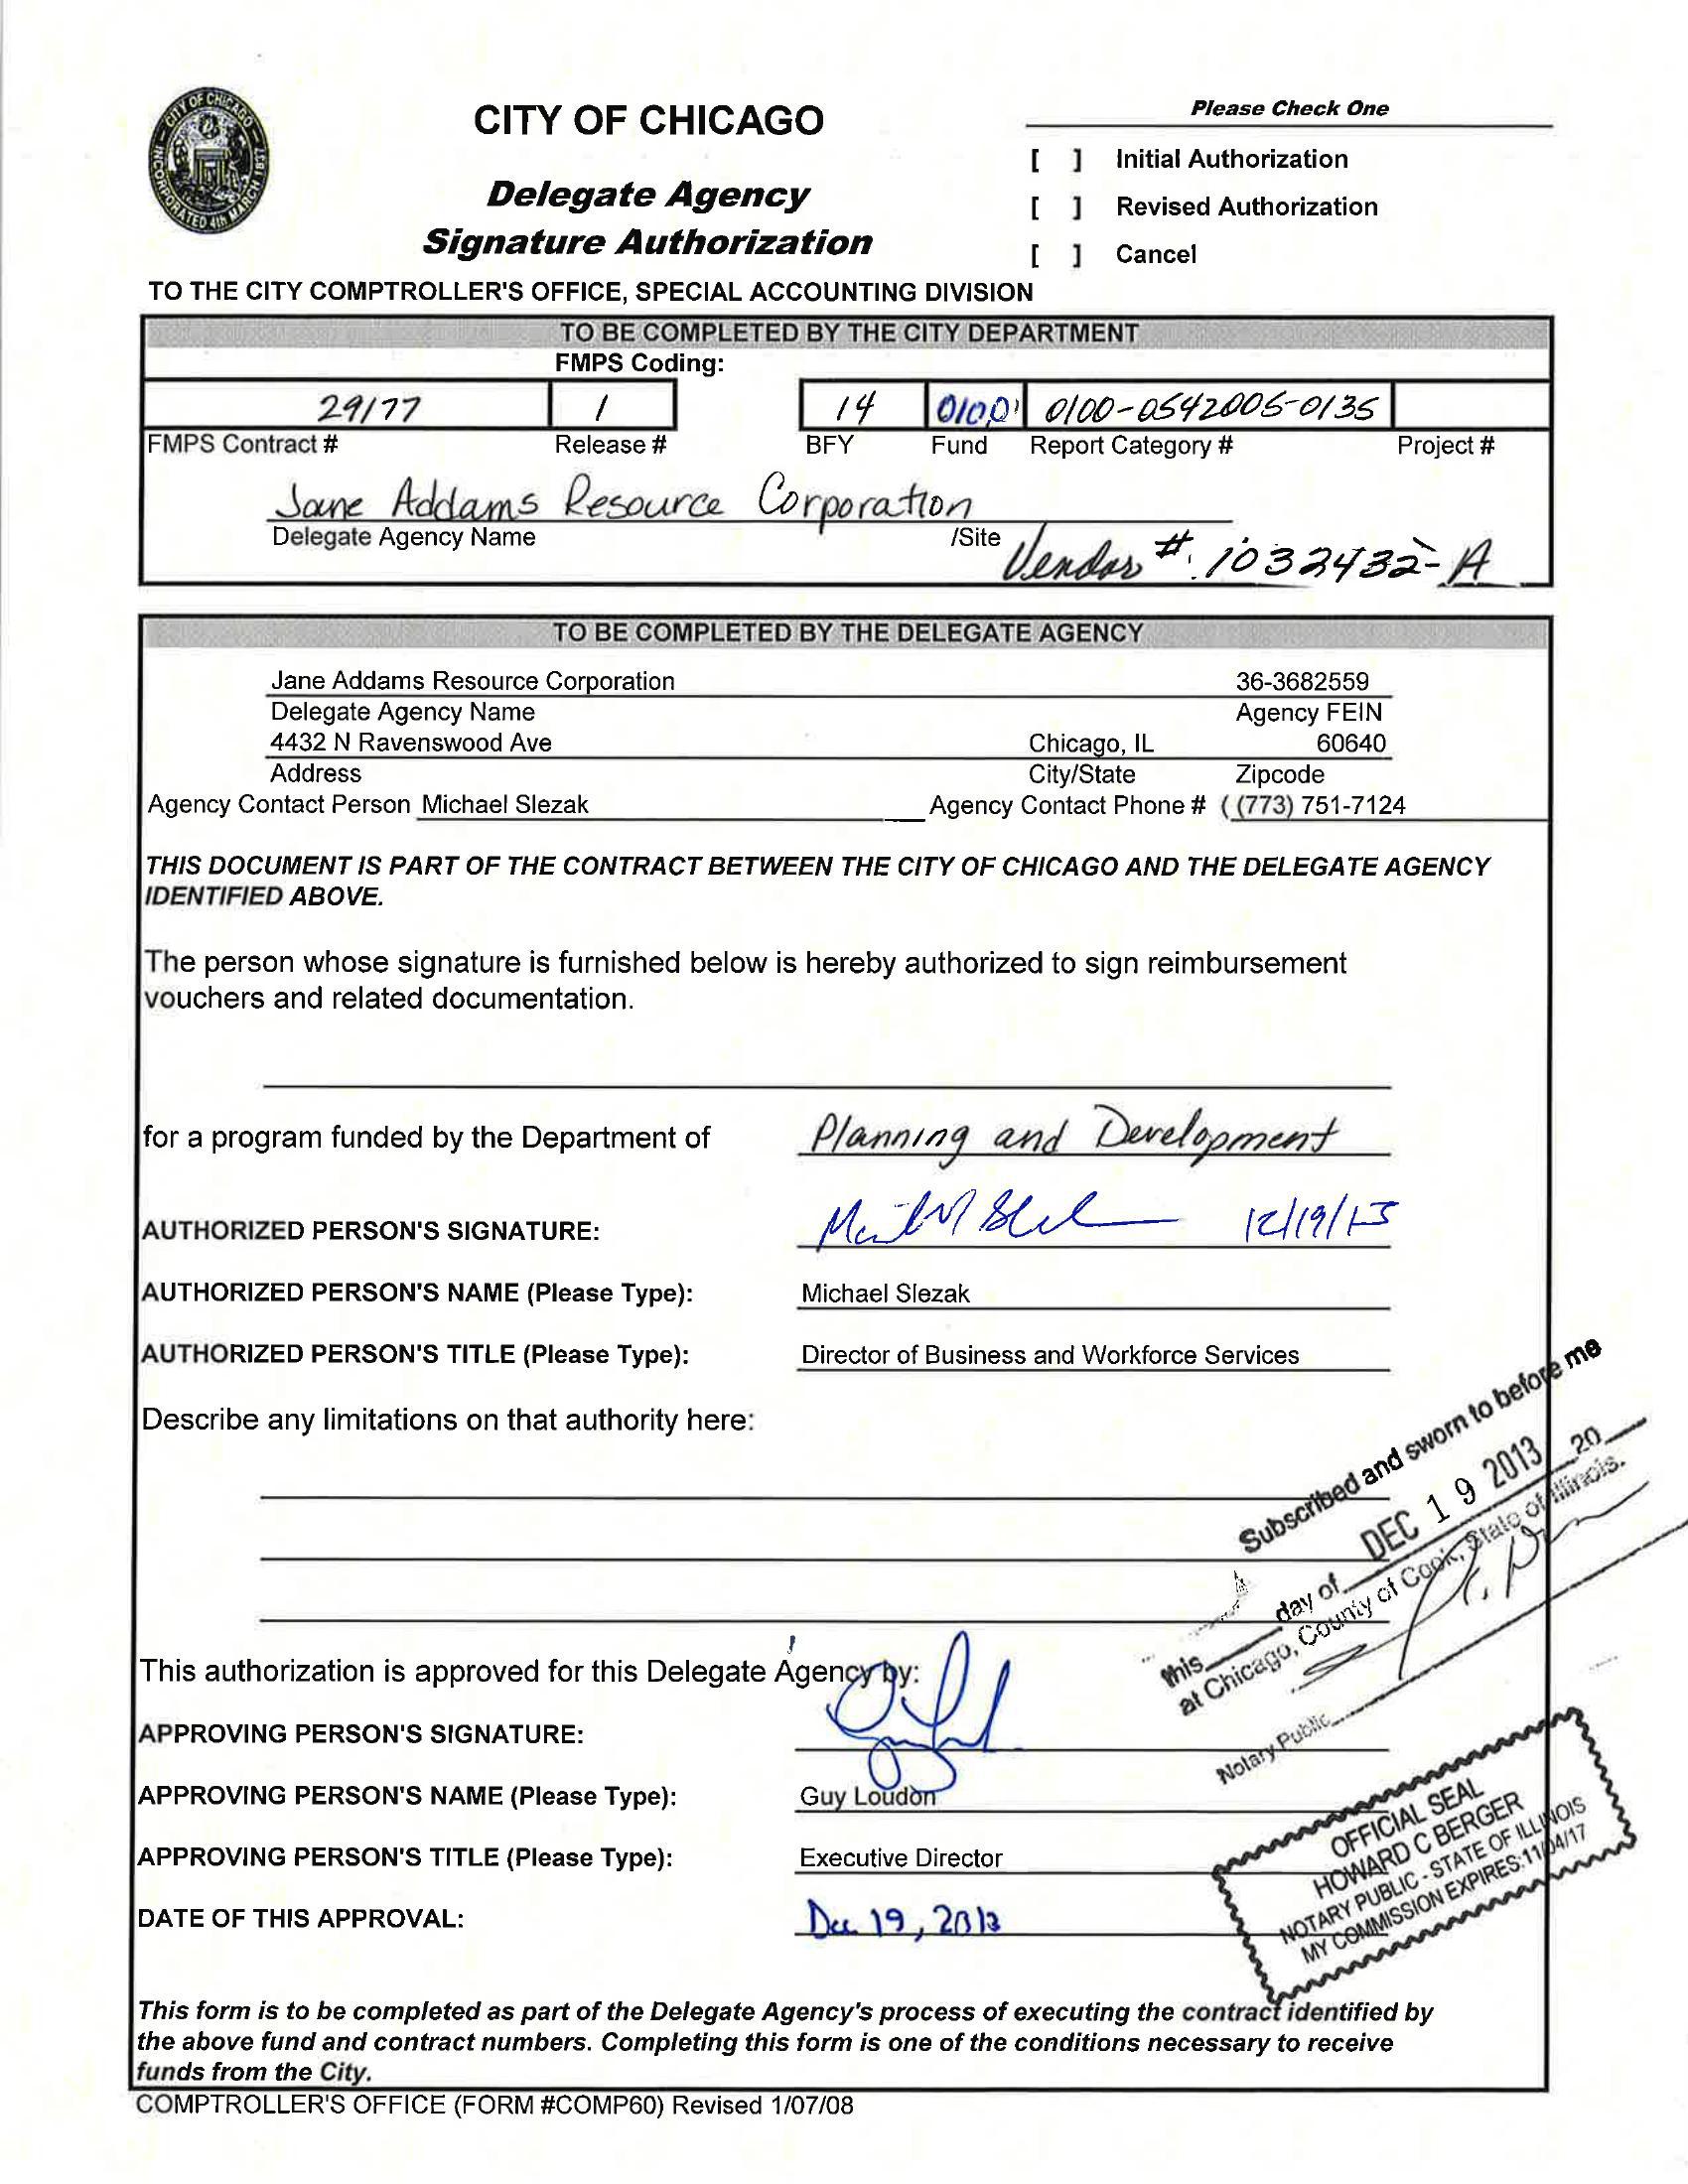 CITY OF CHICAGO
INCORPORATED 4th MARCH 1837
CITY OF CHICAGO
Delegate Agency
Signature Authorization
Please Check One
[ ] Initial Authorization
[ ] Revised Authorization
[ ] Cancel
TO THE CITY COMPTROLLER'S OFFICE, SPECIAL ACCOUNTING DIVISION
TO BE COMPLETED BY THE CITY DEPARTMENT
FMPS Coding:
29177 1 14 0100 0100-0542005-0135
FMPS Contract # Release # BFY Fund Report Category # Project #
Jane Addams Resource Corporation
Delegate Agency Name /Site
Vendor #: 1032432-A
TO BE COMPLETED BY THE DELEGATE AGENCY
Jane Addams Resource Corporation 36-3682559
Delegate Agency Name Agency FEIN
4432 N Ravenswood Ave Chicago, IL 60640
Address City/State Zipcode
Agency Contact Person Michael Slezak Agency Contact Phone # ( (773) 751-7124
THIS DOCUMENT IS PART OF THE CONTRACT BETWEEN THE CITY OF CHICAGO AND THE DELEGATE AGENCY
IDENTIFIED ABOVE.
The person whose signature is furnished below is hereby authorized to sign reimbursement
vouchers and related documentation.
for a program funded by the Department of Planning and Development
AUTHORIZED PERSON'S SIGNATURE: 12/19/13
AUTHORIZED PERSON'S NAME (Please Type): Michael Slezak
AUTHORIZED PERSON'S TITLE (Please Type): Director of Business and Workforce Services
Describe any limitations on that authority here:
Subscribed and sworn to before me
this day of DEC 19 2013 20
at Chicago, County of Cook, State of Illinois.
Notary Public
This authorization is approved for this Delegate Agency by:
APPROVING PERSON'S SIGNATURE:
APPROVING PERSON'S NAME (Please Type): Guy Loudon
APPROVING PERSON'S TITLE (Please Type): Executive Director
DATE OF THIS APPROVAL: Dec 19, 2013
OFFICIAL SEAL
HOWARD C BERGER
NOTARY PUBLIC - STATE OF ILLINOIS
MY COMMISSION EXPIRES:11/04/17
This form is to be completed as part of the Delegate Agency's process of executing the contract identified by
the above fund and contract numbers. Completing this form is one of the conditions necessary to receive
funds from the City.
COMPTROLLER'S OFFICE (FORM #COMP60) Revised 1/07/08